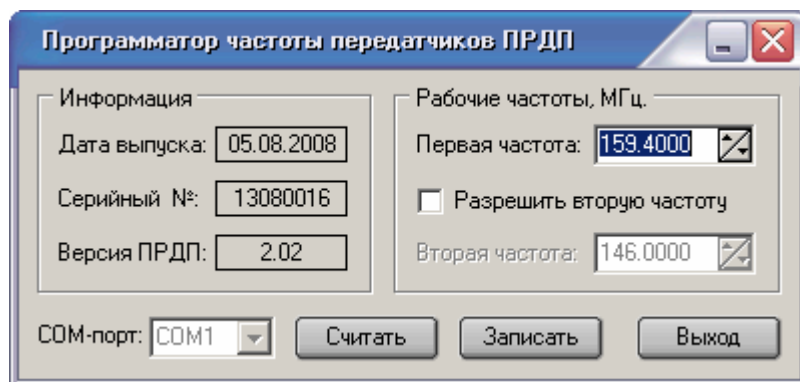 Программатор частоты передатчиков ПРДП
Информация
Дата выпуска: 05.08.2008
Серийный №: 13080016
Версия ПРДП: 2.02
Рабочие частоты, МГц.
Первая частота: 159.4000
Разрешить вторую частоту
Вторая частота: 146.0000
COM-порт: COM1 Считать Записать Выход